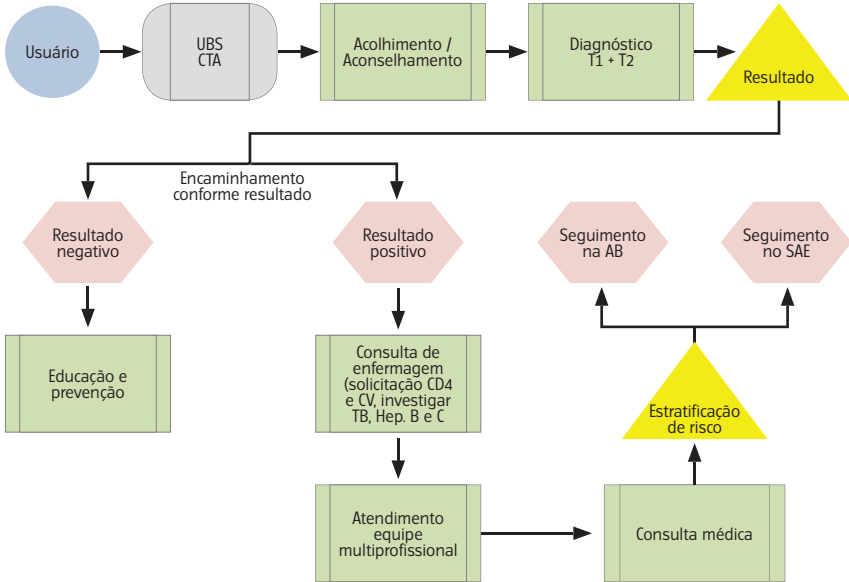 Usuário
UBS
CTA
Acolhimento /
Aconselhamento
Diagnóstico
T1 + T2
Resultado
Encaminhamento
conforme resultado
Resultado
negativo
Resultado
positivo
Seguimento
na AB
Seguimento
no SAE
Educação e
prevenção
Consulta de
enfermagem
(solicitação CD4
e CV, investigar
TB, Hep. B e C
Estratificação
de risco
Atendimento
equipe
multiprofissional
Consulta médica